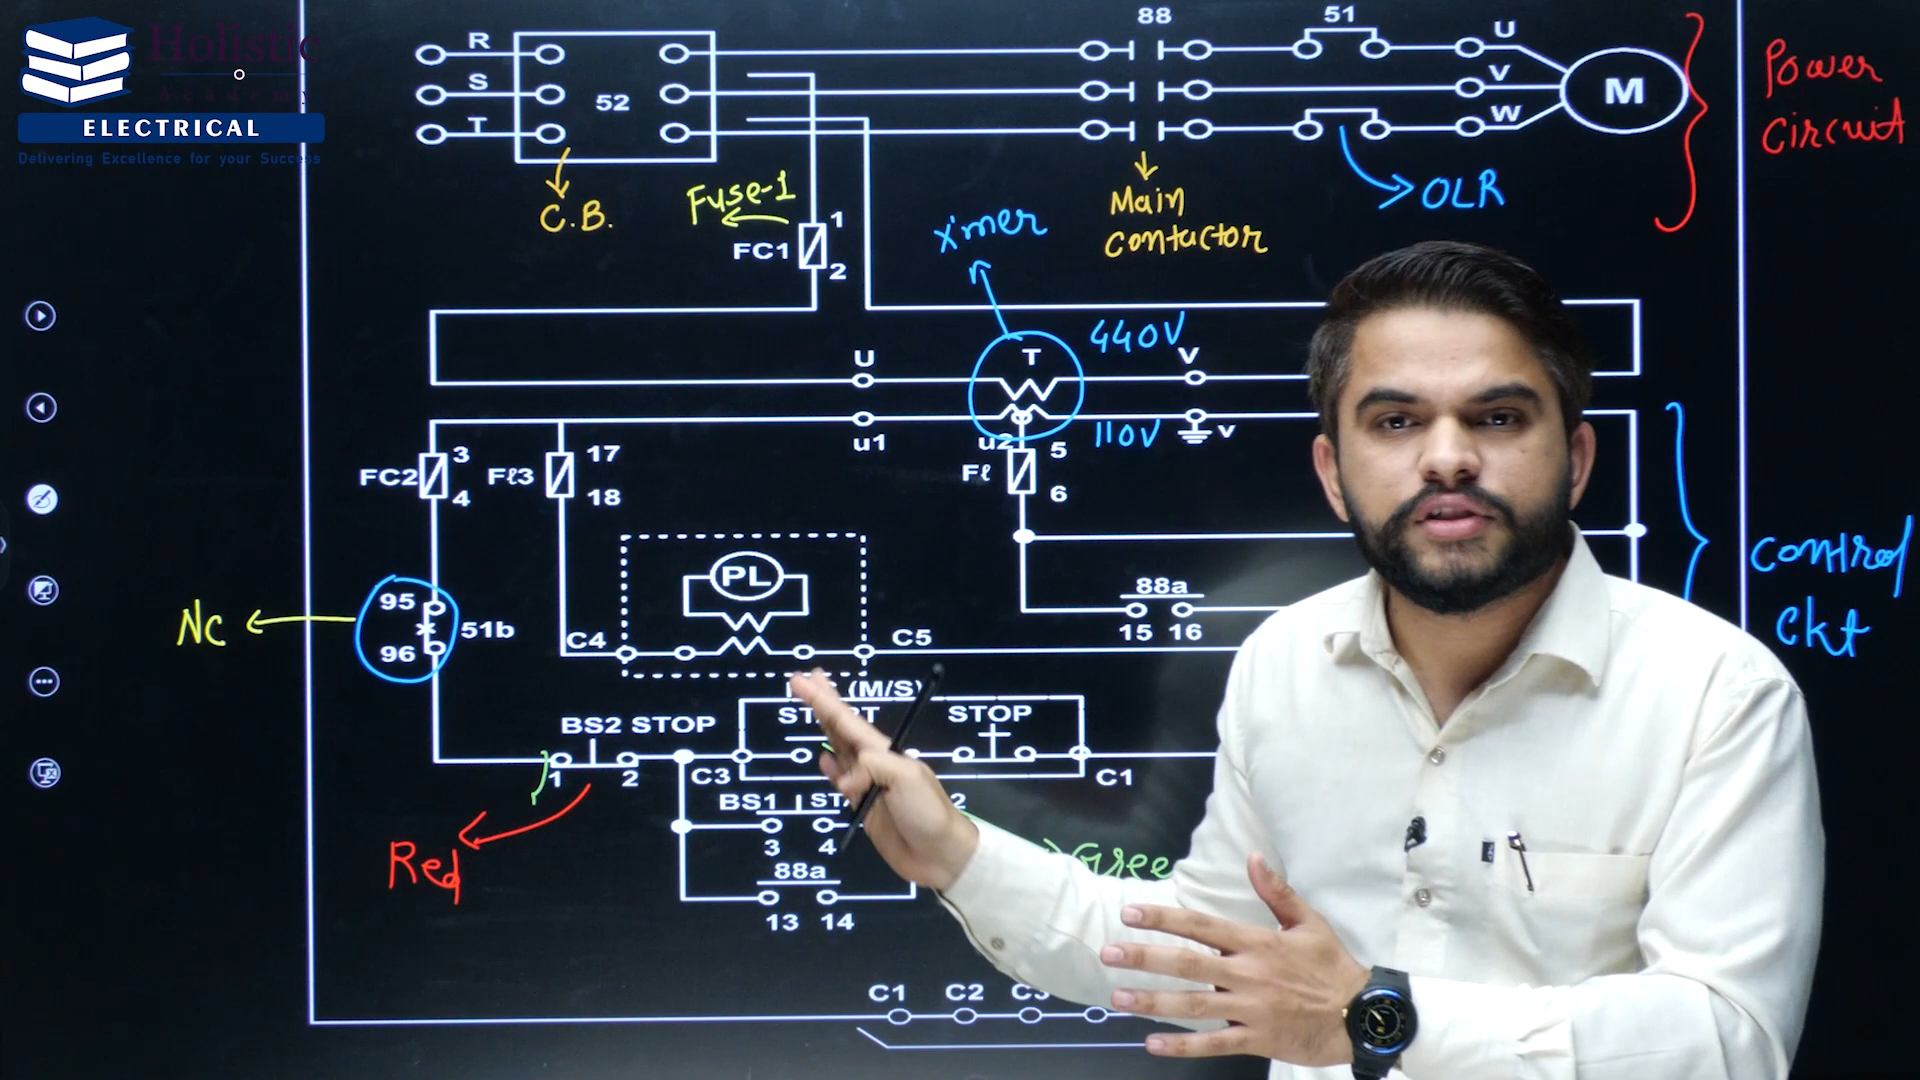 Holistic
Academy
ELECTRICAL
Delivering Excellence for your Success
R
S
T
52
88
51
U
V
W
M
Power
Circuit
C.B.
Fuse-1
FC1
1
2
Main
Contactor
OLR
x'mer
T
440V
U
V
u1
u2
110V
v
FC2
3
4
Fℓ3
17
18
Fℓ
5
6
Control
Ckt
NC
95
96
51b
PL
C4
C5
88a
15 16
(M/S)
START
STOP
BS2 STOP
1
2
C3
C1
BS1
3 4
88a
13 14
Red
C1 C2 C3